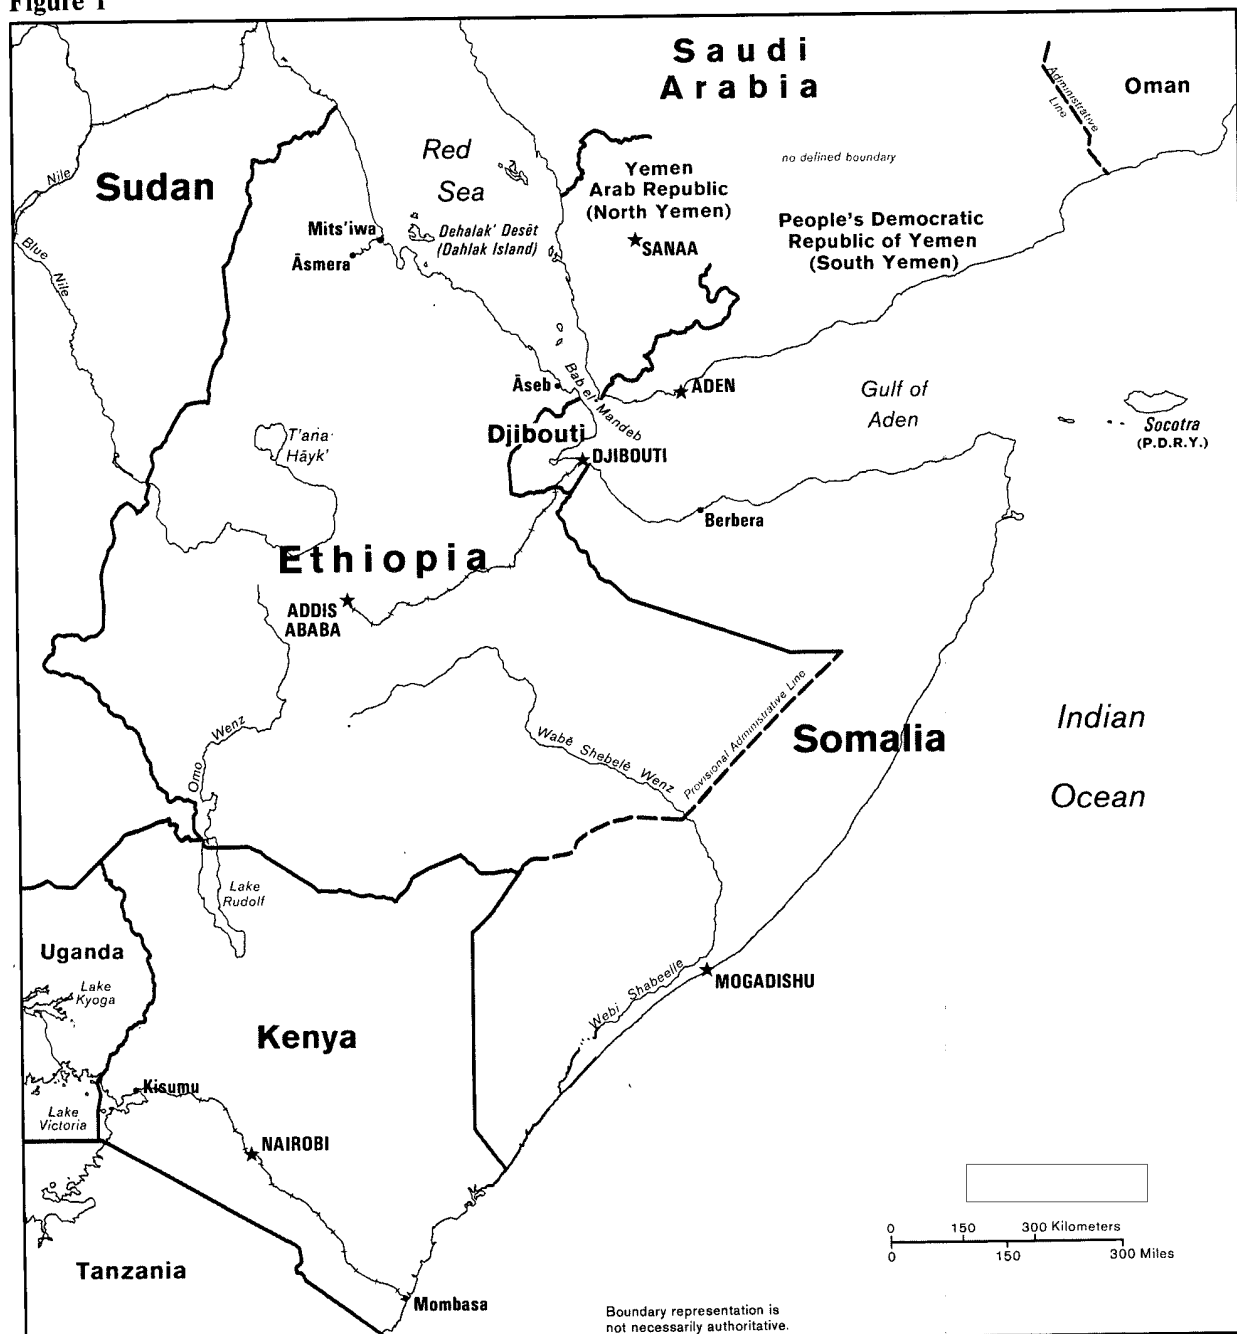 Figure 1
Saudi
Arabia
Oman
Administrative
Line
Red
Sea
no defined boundary
Yemen
Arab Republic
(North Yemen)
SANAA
Nile
Sudan
People's Democratic
Republic of Yemen
(South Yemen)
Mits'iwa
Dehalak' Desēt
(Dahlak Island)
Āsmera
Blue Nile
Āseb
Bab el Mandeb
ADEN
Gulf of
Aden
Socotra
(P.D.R.Y.)
T'ana
Hāyk'
Djibouti
DJIBOUTI
Berbera
Ethiopia
ADDIS
ABABA
Omo Wenz
Wabē Shebelē Wenz
Provisional Administrative Line
Somalia
Indian
Ocean
Lake
Rudolf
Uganda
Lake
Kyoga
MOGADISHU
Webi Shabeelle
Kenya
Kisumu
Lake
Victoria
NAIROBI
Tanzania
Mombasa
0 150 300 Kilometers
0 150 300 Miles
Boundary representation is
not necessarily authoritative.